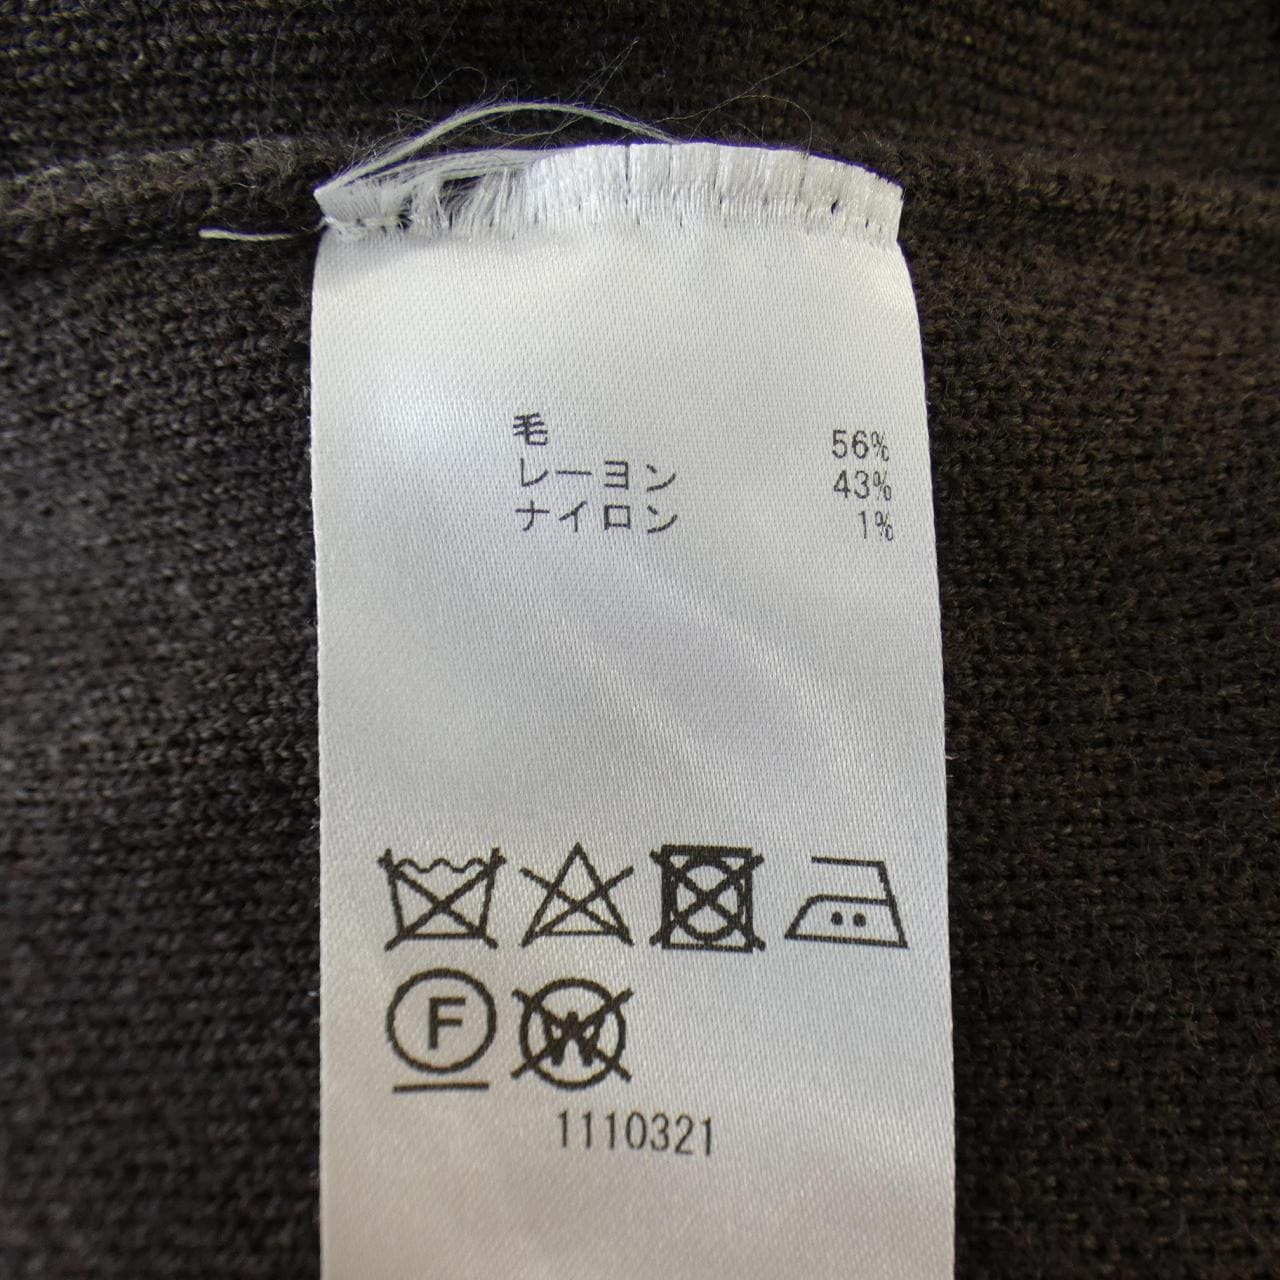 毛 56%
レーヨン 43%
ナイロン 1%
F W
1110321